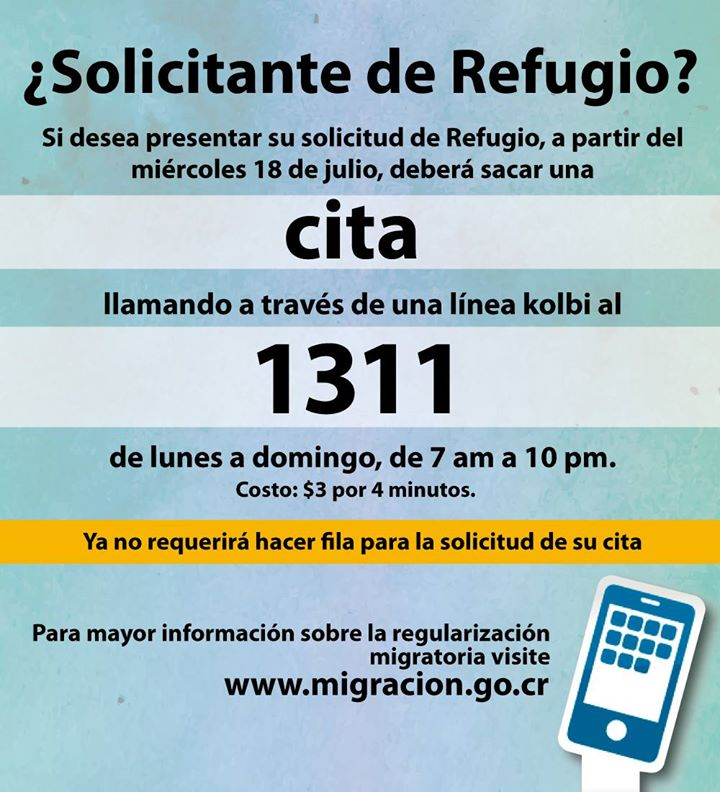 ¿Solicitante de Refugio?
Si desea presentar su solicitud de Refugio, a partir del
miércoles 18 de julio, deberá sacar una
cita
llamando a través de una línea kolbi al
1311
de lunes a domingo, de 7 am a 10 pm.
Costo: $3 por 4 minutos.
Ya no requerirá hacer fila para la solicitud de su cita
Para mayor información sobre la regularización
migratoria visite
www.migracion.go.cr